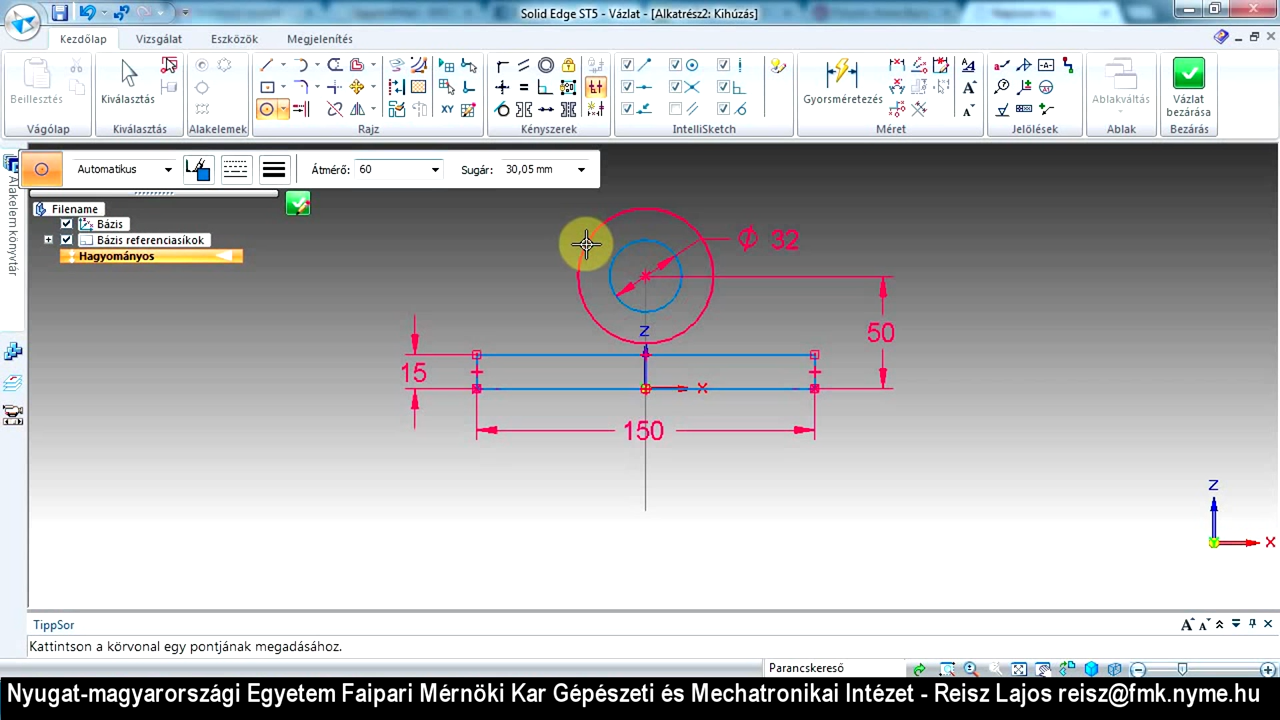 Solid Edge ST5 - Vázlat - [Alkatrész2: Kihúzás]
Kezdőlap Vizsgálat Eszközök Megjelenítés
Beillesztés Kiválasztás Gyorsméretezés Ablakváltás Vázlat bezárása
Vágólap Kiválasztás Alakelemek Rajz Kényszerek IntelliSketch Méret Jelölések Ablak Bezárás
Automatikus Átmérő: 60 Sugár: 30,05 mm
Alakelem könyvtár
Filename
Bázis
Bázis referenciasíkok
Hagyományos
Ø 32
Z
50
15
X
150
Z
X
TippSor
Kattintson a körvonal egy pontjának megadásához.
Parancskereső
Nyugat-magyarországi Egyetem Faipari Mérnöki Kar Gépészeti és Mechatronikai Intézet - Reisz Lajos reisz@fmk.nyme.hu